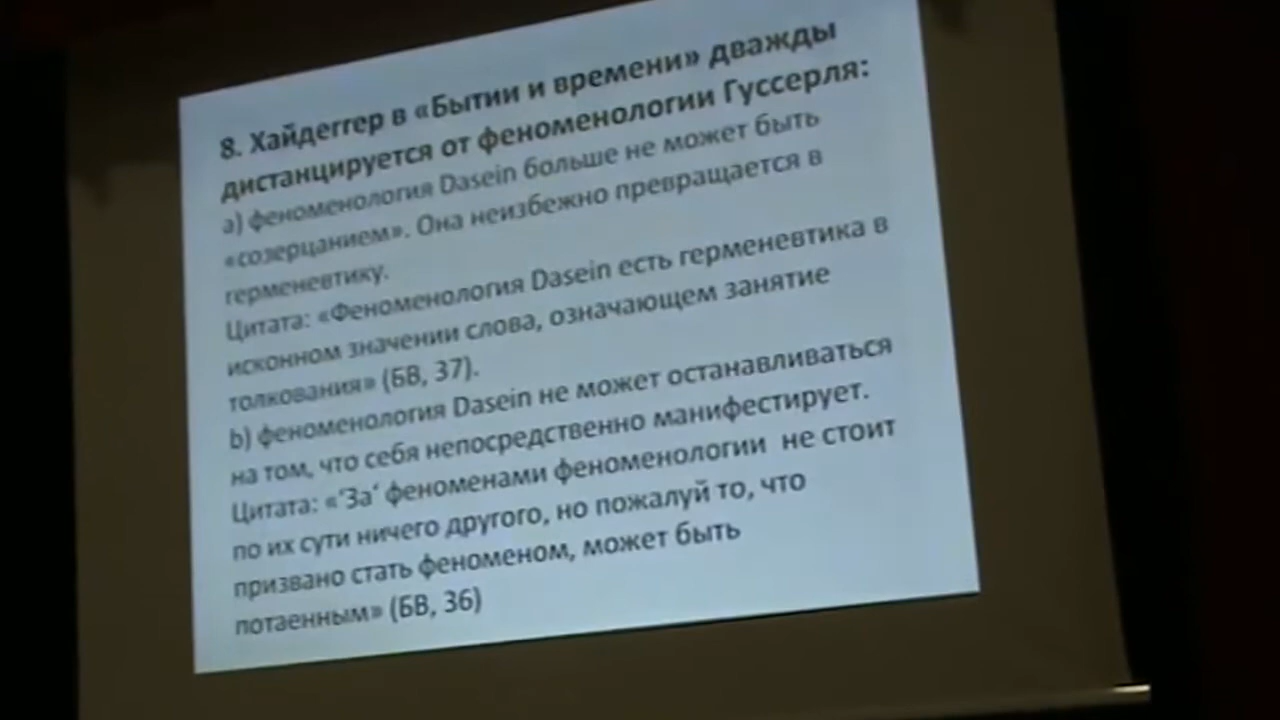 8. Хайдеггер в «Бытии и времени» дважды
дистанцируется от феноменологии Гуссерля:
a) феноменология Dasein больше не может быть
«созерцанием». Она неизбежно превращается в
герменевтику.
Цитата: «Феноменология Dasein есть герменевтика в
исконном значении слова, означающем занятие
толкования» (БВ, 37).
b) феноменология Dasein не может останавливаться
на том, что себя непосредственно манифестирует.
Цитата: «‘За‘ феноменами феноменологии не стоит
по их сути ничего другого, но пожалуй то, что
призвано стать феноменом, может быть
потаенным» (БВ, 36)